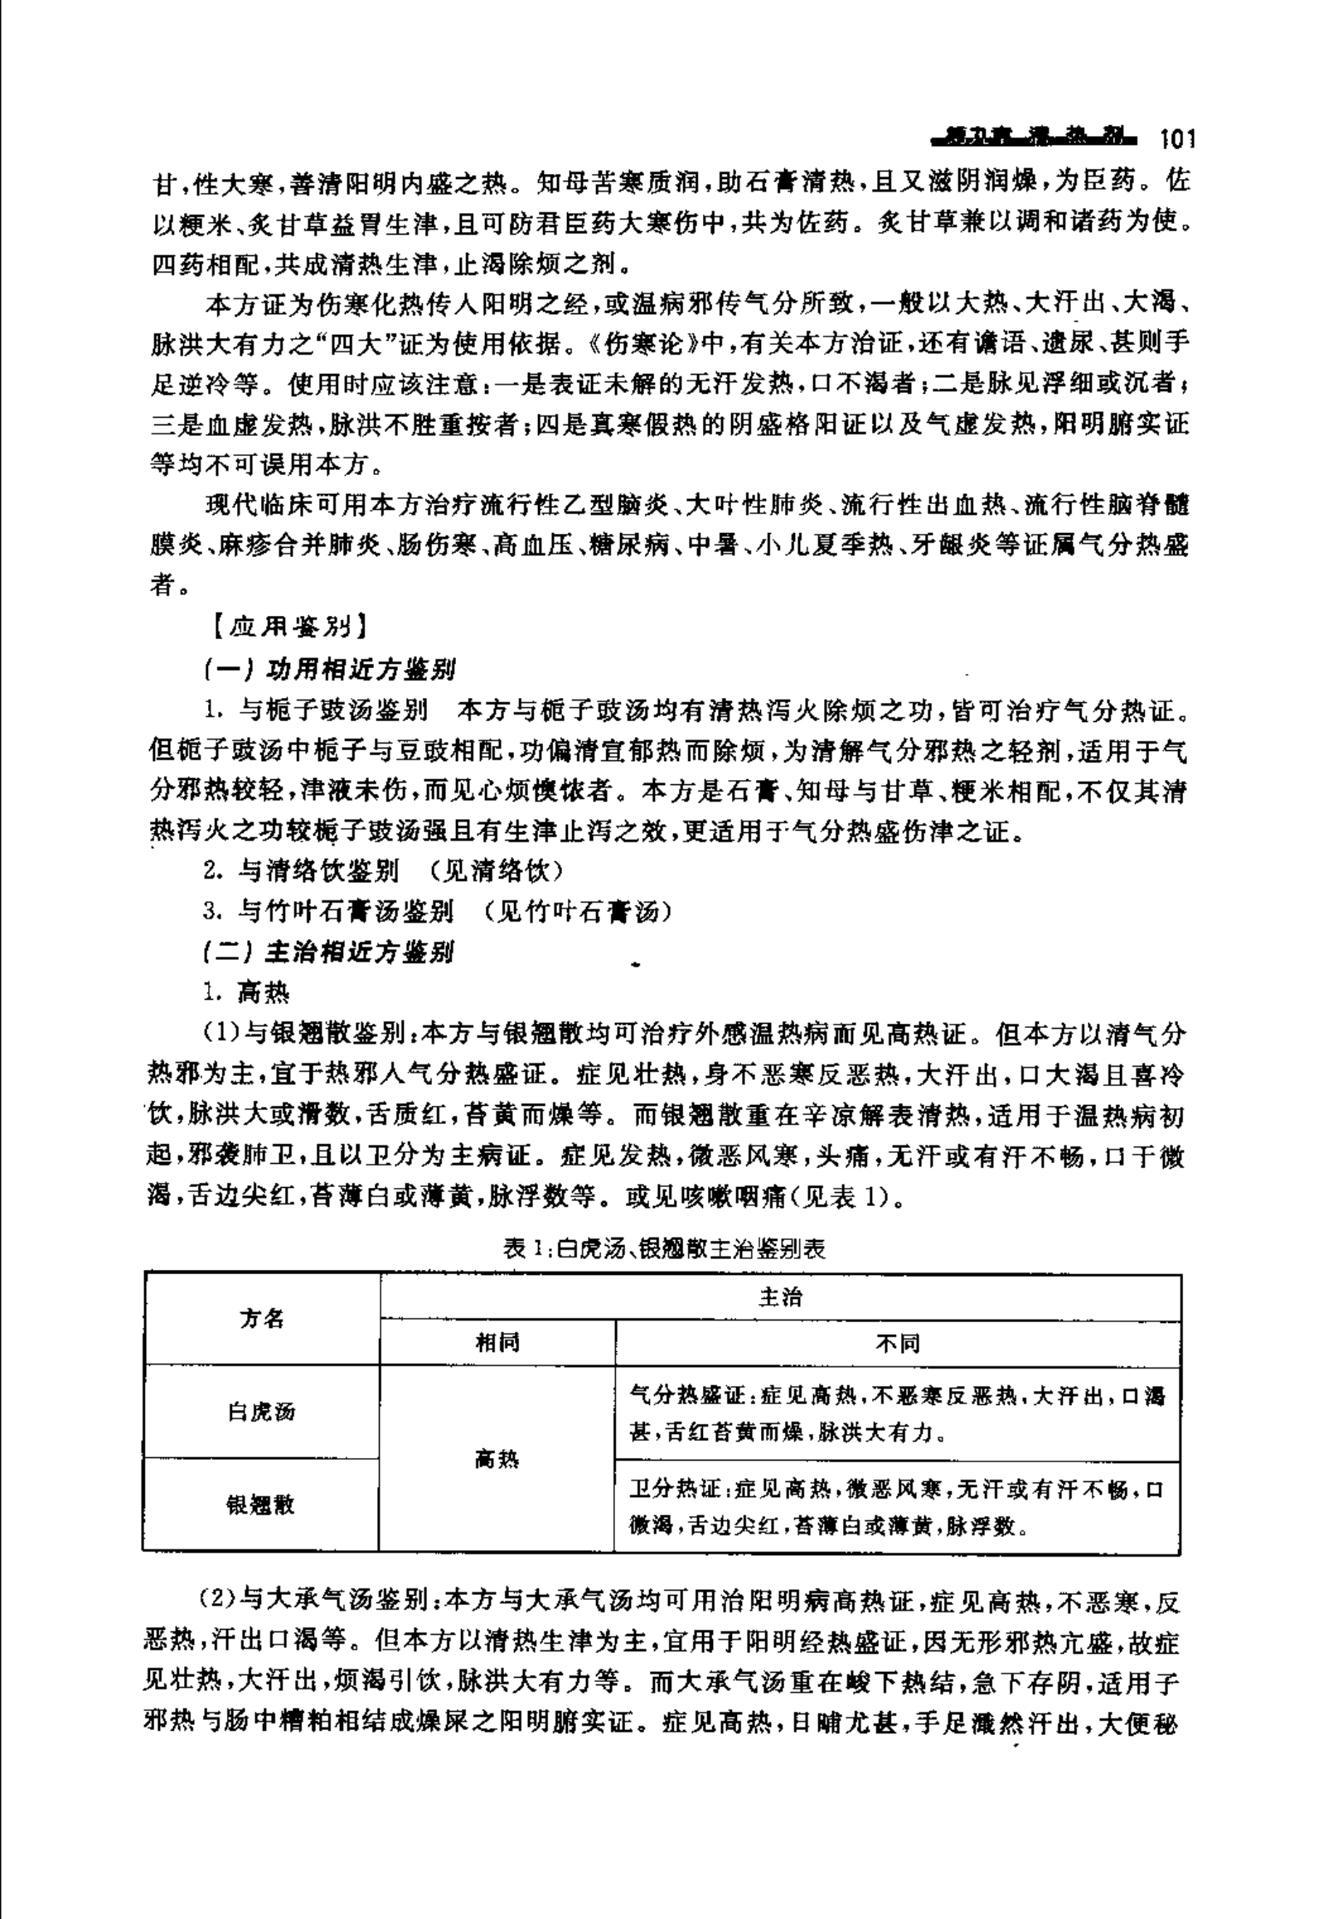 第九章 清热剂 101
甘,性大寒,善清阳明内盛之热。知母苦寒质润,助石膏清热,且又滋阴润燥,为臣药。佐
以粳米、炙甘草益胃生津,且可防君臣药大寒伤中,共为佐药。炙甘草兼以调和诸药为使。
四药相配,共成清热生津,止渴除烦之剂。
本方证为伤寒化热传人阳明之经,或温病邪传气分所致,一般以大热、大汗出、大渴、
脉洪大有力之“四大”证为使用依据。《伤寒论》中,有关本方治证,还有谵语、遗尿、甚则手
足逆冷等。使用时应该注意:一是表证未解的无汗发热,口不渴者;二是脉见浮细或沉者;
三是血虚发热,脉洪不胜重按者;四是真寒假热的阴盛格阳证以及气虚发热,阳明腑实证
等均不可误用本方。
现代临床可用本方治疗流行性乙型脑炎、大叶性肺炎、流行性出血热、流行性脑脊髓
膜炎、麻疹合并肺炎、肠伤寒、高血压、糖尿病、中暑、小儿夏季热、牙龈炎等证属气分热盛
者。
【应用鉴别】
(一)功用相近方鉴别
1. 与栀子豉汤鉴别 本方与栀子豉汤均有清热泻火除烦之功,皆可治疗气分热证。
但栀子豉汤中栀子与豆豉相配,功偏清宣郁热而除烦,为清解气分邪热之轻剂,适用于气
分邪热较轻,津液未伤,而见心烦懊侬者。本方是石膏、知母与甘草、粳米相配,不仅其清
热泻火之功较栀子豉汤强且有生津止泻之效,更适用于气分热盛伤津之证。
2. 与清络饮鉴别 (见清络饮)
3. 与竹叶石膏汤鉴别 (见竹叶石膏汤)
(二)主治相近方鉴别
1. 高热
(1)与银翘散鉴别:本方与银翘散均可治疗外感温热病而见高热证。但本方以清气分
热邪为主,宜于热邪人气分热盛证。症见壮热,身不恶寒反恶热,大汗出,口大渴且喜冷
饮,脉洪大或滑数,舌质红,苔黄而燥等。而银翘散重在辛凉解表清热,适用于温热病初
起,邪袭肺卫,且以卫分为主病证。症见发热,微恶风寒,头痛,无汗或有汗不畅,口干微
渴,舌边尖红,苔薄白或薄黄,脉浮数等。或见咳嗽咽痛(见表 1)。
表 1:白虎汤、银翘散主治鉴别表
方名 主治
相同 不同
白虎汤 高热 气分热盛证:症见高热,不恶寒反恶热,大汗出,口渴
甚,舌红苔黄而燥,脉洪大有力。
银翘散 卫分热证:症见高热,微恶风寒,无汗或有汗不畅,口
微渴,舌边尖红,苔薄白或薄黄,脉浮数。
(2)与大承气汤鉴别:本方与大承气汤均可用治阳明病高热证,症见高热,不恶寒,反
恶热,汗出口渴等。但本方以清热生津为主,宜用于阳明经热盛证,因无形邪热亢盛,故症
见壮热,大汗出,烦渴引饮,脉洪大有力等。而大承气汤重在峻下热结,急下存阴,适用于
邪热与肠中糟粕相结成燥屎之阳明腑实证。症见高热,日晡尤甚,手足濈然汗出,大便秘